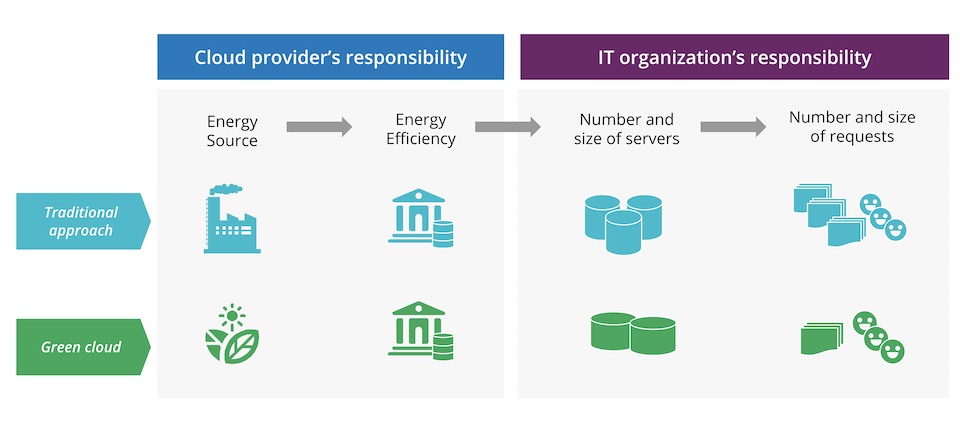 Cloud provider’s responsibility
IT organization’s responsibility
Energy
Source
Energy
Efficiency
Number and
size of servers
Number and size
of requests
Traditional
approach
Green cloud